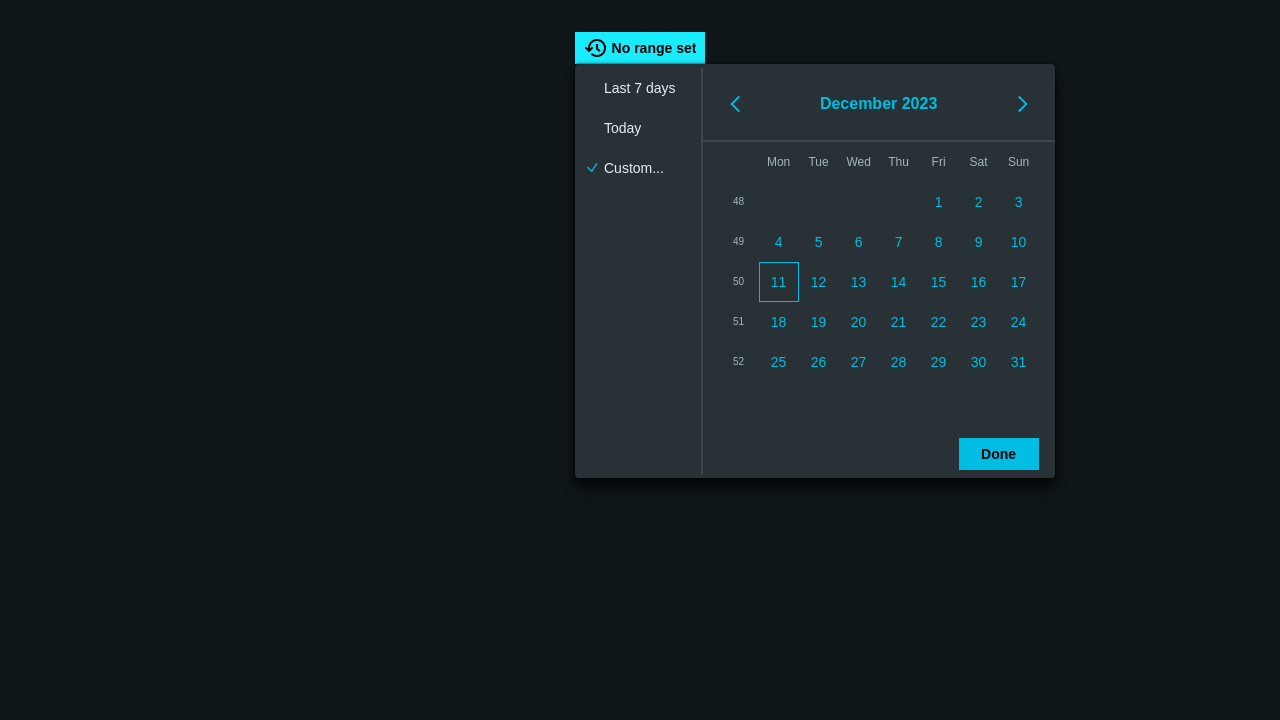 No range set
Last 7 days
Today
Custom...
December 2023
Mon Tue Wed Thu Fri Sat Sun
48 1 2 3
49 4 5 6 7 8 9 10
50 11 12 13 14 15 16 17
51 18 19 20 21 22 23 24
52 25 26 27 28 29 30 31
Done